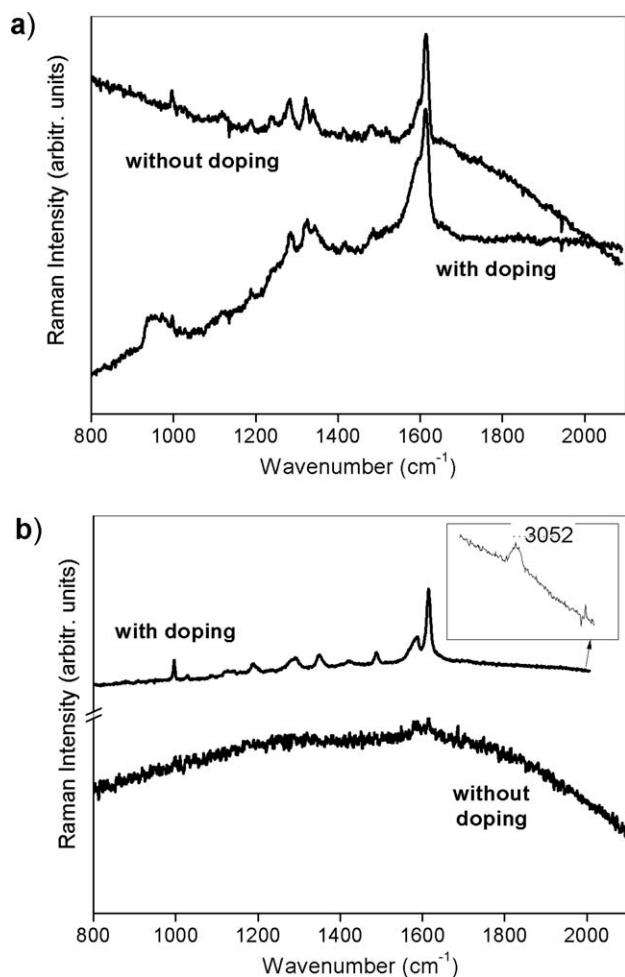 a)
Raman Intensity (arbitr. units)
without doping
with doping
800 1000 1200 1400 1600 1800 2000
Wavenumber (cm⁻¹)
b)
Raman Intensity (arbitr. units)
3052
with doping
without
doping
800 1000 1200 1400 1600 1800 2000
Wavenumber (cm⁻¹)